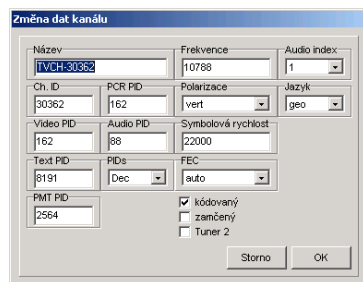 Změna dat kanálu
Název Frekvence Audio index
TVCH-30362 10788 1
Ch. ID PCR PID Polarizace Jazyk
30362 162 vert geo
Video PID Audio PID Symbolová rychlost
162 88 22000
Text PID PIDs FEC
8191 Dec auto
PMT PID
2564
kódovaný
zamčený
Tuner 2
Storno OK